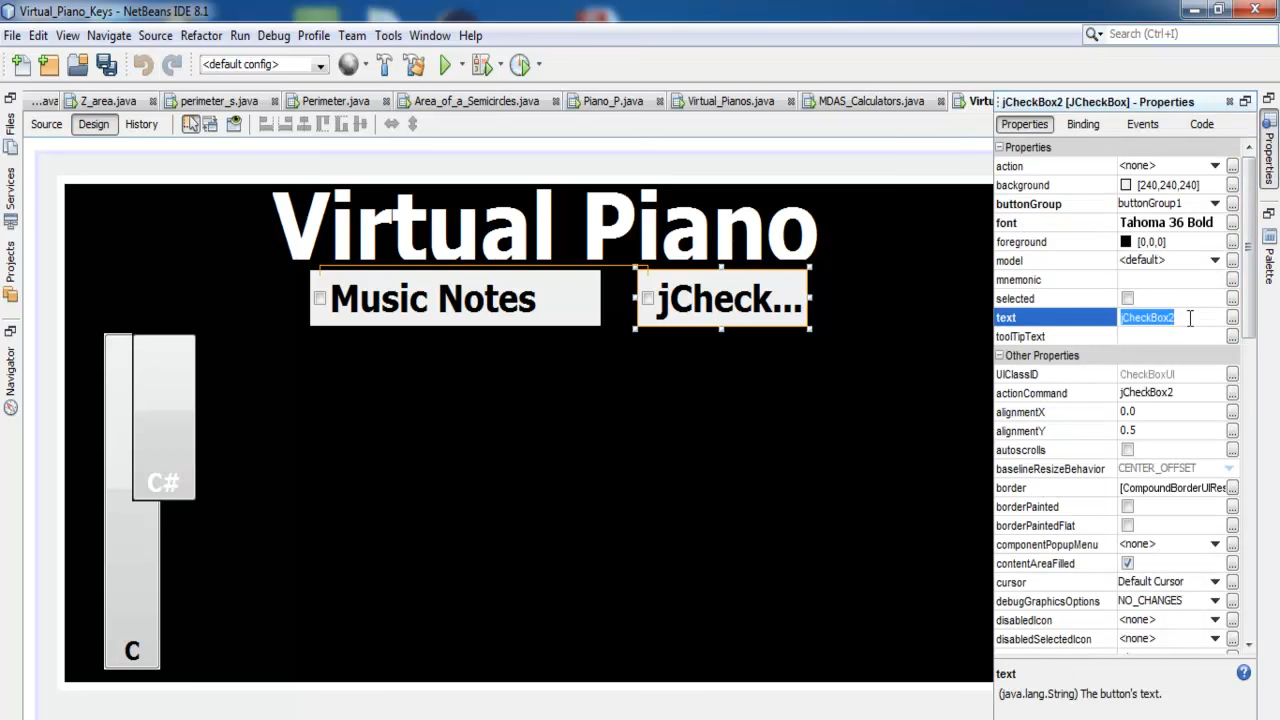 Virtual_Piano_Keys - NetBeans IDE 8.1
File Edit View Navigate Source Refactor Run Debug Profile Team Tools Window Help
Search (Ctrl+I)
<default config>
...ava Z_area.java perimeter_s.java Perimeter.java Area_of_a_Semicircles.java Piano_P.java Virtual_Pianos.java MDAS_Calculators.java Virtu
jCheckBox2 [JCheckBox] - Properties
Source Design History
Properties Binding Events Code
Files
Services
Projects
Navigator
Properties
Palette
Virtual Piano
Music Notes
jCheck...
C#
C
Properties
action <none>
background [240,240,240]
buttonGroup buttonGroup1
font Tahoma 36 Bold
foreground [0,0,0]
model <default>
mnemonic
selected
text jCheckBox2
toolTipText
Other Properties
UIClassID CheckBoxUI
actionCommand jCheckBox2
alignmentX 0.0
alignmentY 0.5
autoscrolls
baselineResizeBehavior CENTER_OFFSET
border [CompoundBorderUIRes
borderPainted
borderPaintedFlat
componentPopupMenu <none>
contentAreaFilled
cursor Default Cursor
debugGraphicsOptions NO_CHANGES
disabledIcon <none>
disabledSelectedIcon <none>
text
(java.lang.String) The button's text.